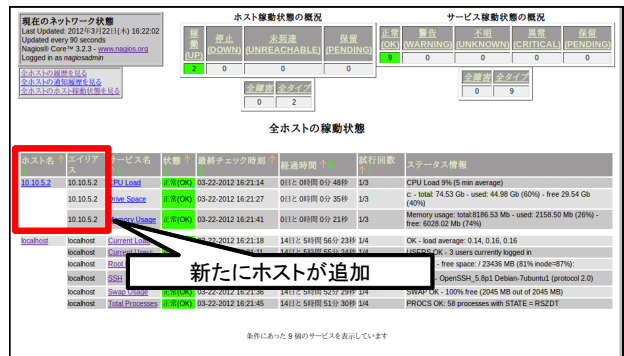 現在のネットワーク状態
Last Updated: 2012年3月22日(木) 16:22:02
Updated every 90 seconds
Nagios® Core™ 3.2.3 - www.nagios.org
Logged in as nagiosadmin
全ホストの履歴を見る
全ホストの通知履歴を見る
全ホストのホスト稼動状態を見る
ホスト稼動状態の概況
稼働(UP) 停止(DOWN) 未到達(UNREACHABLE) 保留(PENDING)
2 0 0 0
全障害 全タイプ
0 2
サービス稼動状態の概況
正常(OK) 警告(WARNING) 不明(UNKNOWN) 異常(CRITICAL) 保留(PENDING)
9 0 0 0 0
全障害 全タイプ
0 9
全ホストの稼動状態
ホスト名 エイリアス サービス名 状態 最終チェック時刻 経過時間 試行回数 ステータス情報
10.10.5.2 10.10.5.2 CPU Load 正常(OK) 03-22-2012 16:21:14 0日と 0時間 0分 48秒 1/3 CPU Load 9% (5 min average)
10.10.5.2 Drive Space 正常(OK) 03-22-2012 16:21:27 0日と 0時間 0分 35秒 1/3 c: - total: 74.53 Gb - used: 44.98 Gb (60%) - free 29.54 Gb
(40%)
10.10.5.2 Memory Usage 正常(OK) 03-22-2012 16:21:41 0日と 0時間 0分 21秒 1/3 Memory usage: total:8186.53 Mb - used: 2158.50 Mb (26%) -
free: 6028.02 Mb (74%)
localhost localhost Current Load 正常(OK) 03-22-2012 16:21:18 14日と 5時間 56分 23秒 1/4 OK - load average: 0.14, 0.16, 0.16
localhost Current Users 14日と 5時間 55分 1/4 USERS OK - 3 users currently logged in
localhost Root - free space: / 23436 MB (81% inode=87%):
localhost SSH - OpenSSH_5.8p1 Debian-7ubuntu1 (protocol 2.0)
新たにホストが追加
localhost Swap Usage 正常(OK) 03-22-2012 16:21:36 14日と 5時間 52分 29秒 1/4 SWAP OK - 100% free (2045 MB out of 2045 MB)
localhost Total Processes 正常(OK) 03-22-2012 16:21:45 14日と 5時間 51分 30秒 1/4 PROCS OK: 58 processes with STATE = RSZDT
条件にあった 9 個のサービスを表示しています